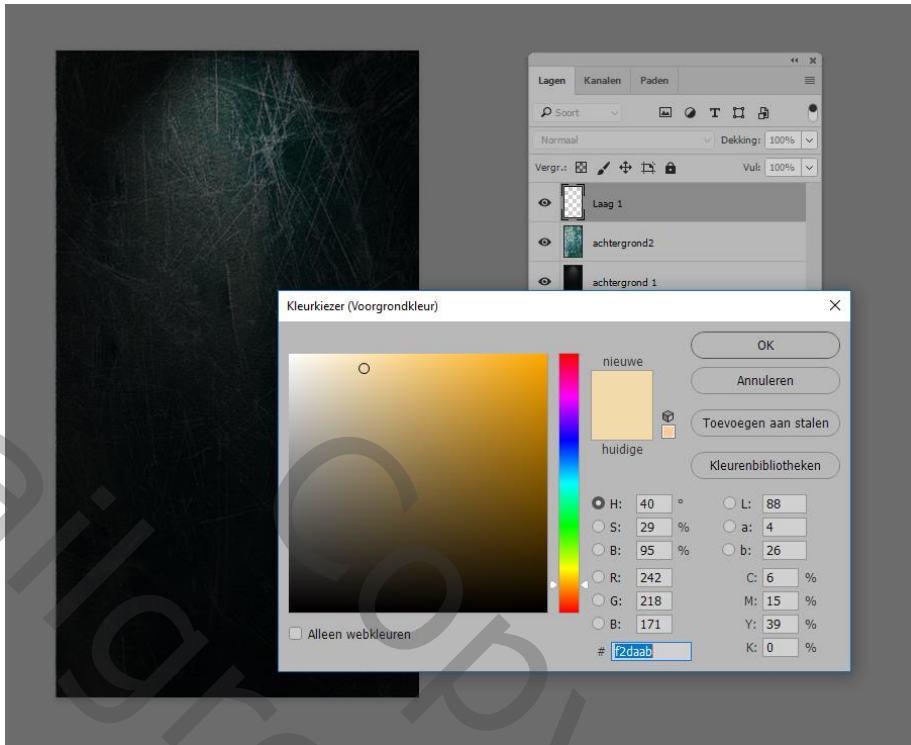 Lagen Kanalen Paden
Soort
Normaal Dekking: 100%
Vergr.: Vul: 100%
Laag 1
achtergrond2
achtergrond 1
Kleurkiezer (Voorgrondkleur)
nieuwe
huidige
OK
Annuleren
Toevoegen aan stalen
Kleurenbibliotheken
H: 40 ° L: 88
S: 29 % a: 4
B: 95 % b: 26
R: 242 C: 6 %
G: 218 M: 15 %
B: 171 Y: 39 %
# f2daab K: 0 %
Alleen webkleuren
Copy